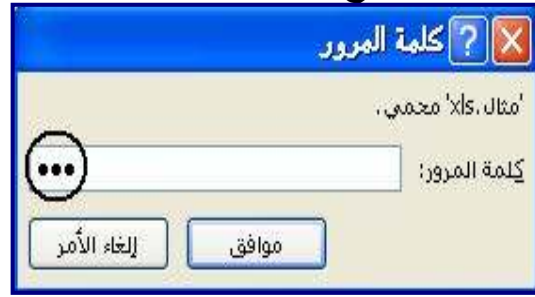 كلمة المرور
'مثال.xls' محمي.
كلمة المرور:
•••
موافق
إلغاء الأمر